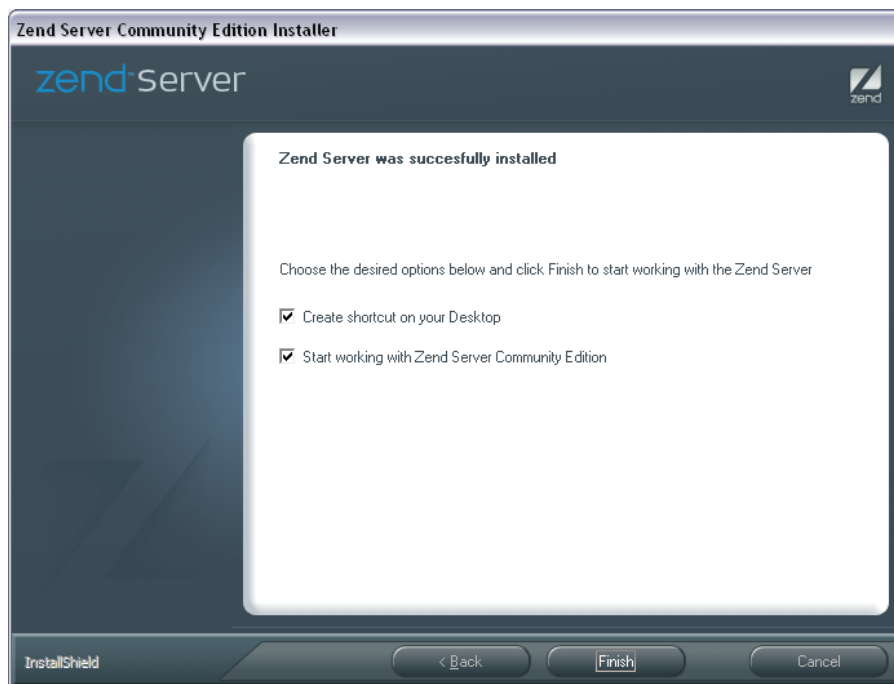 Zend Server Community Edition Installer
zend server
zend
Zend Server was succesfully installed
Choose the desired options below and click Finish to start working with the Zend Server
Create shortcut on your Desktop
Start working with Zend Server Community Edition
InstallShield
< Back
Finish
Cancel